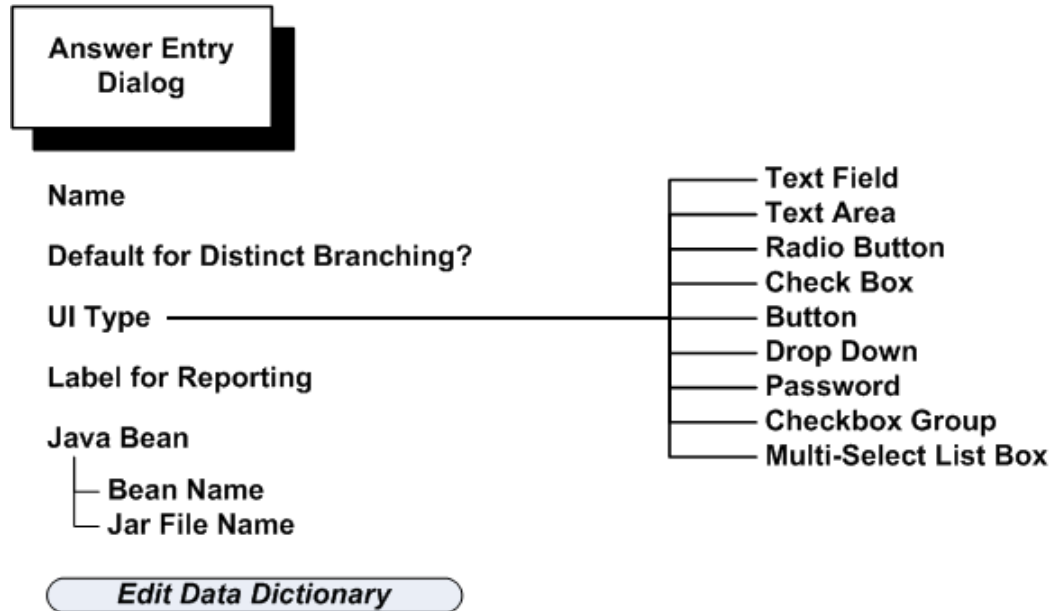 Answer Entry
Dialog
Name
Default for Distinct Branching?
UI Type
Text Field
Text Area
Radio Button
Check Box
Button
Drop Down
Password
Checkbox Group
Multi-Select List Box
Label for Reporting
Java Bean
Bean Name
Jar File Name
Edit Data Dictionary